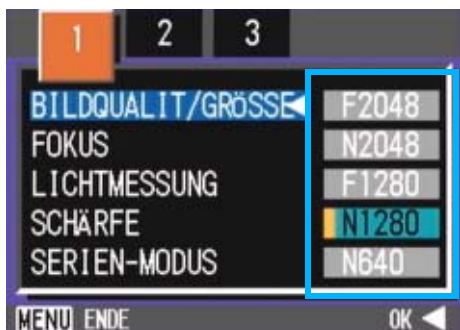 1 2 3
BILDQUALIT/GRÖSSE F2048
FOKUS N2048
LICHTMESSUNG F1280
SCHÄRFE N1280
SERIEN-MODUS N640
MENU ENDE OK